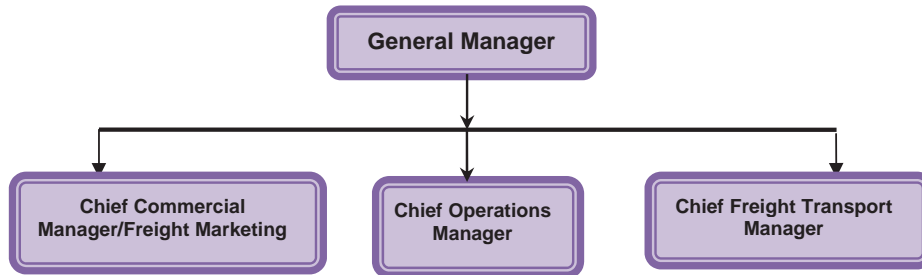 General Manager
Chief Commercial
Manager/Freight Marketing
Chief Operations
Manager
Chief Freight Transport
Manager